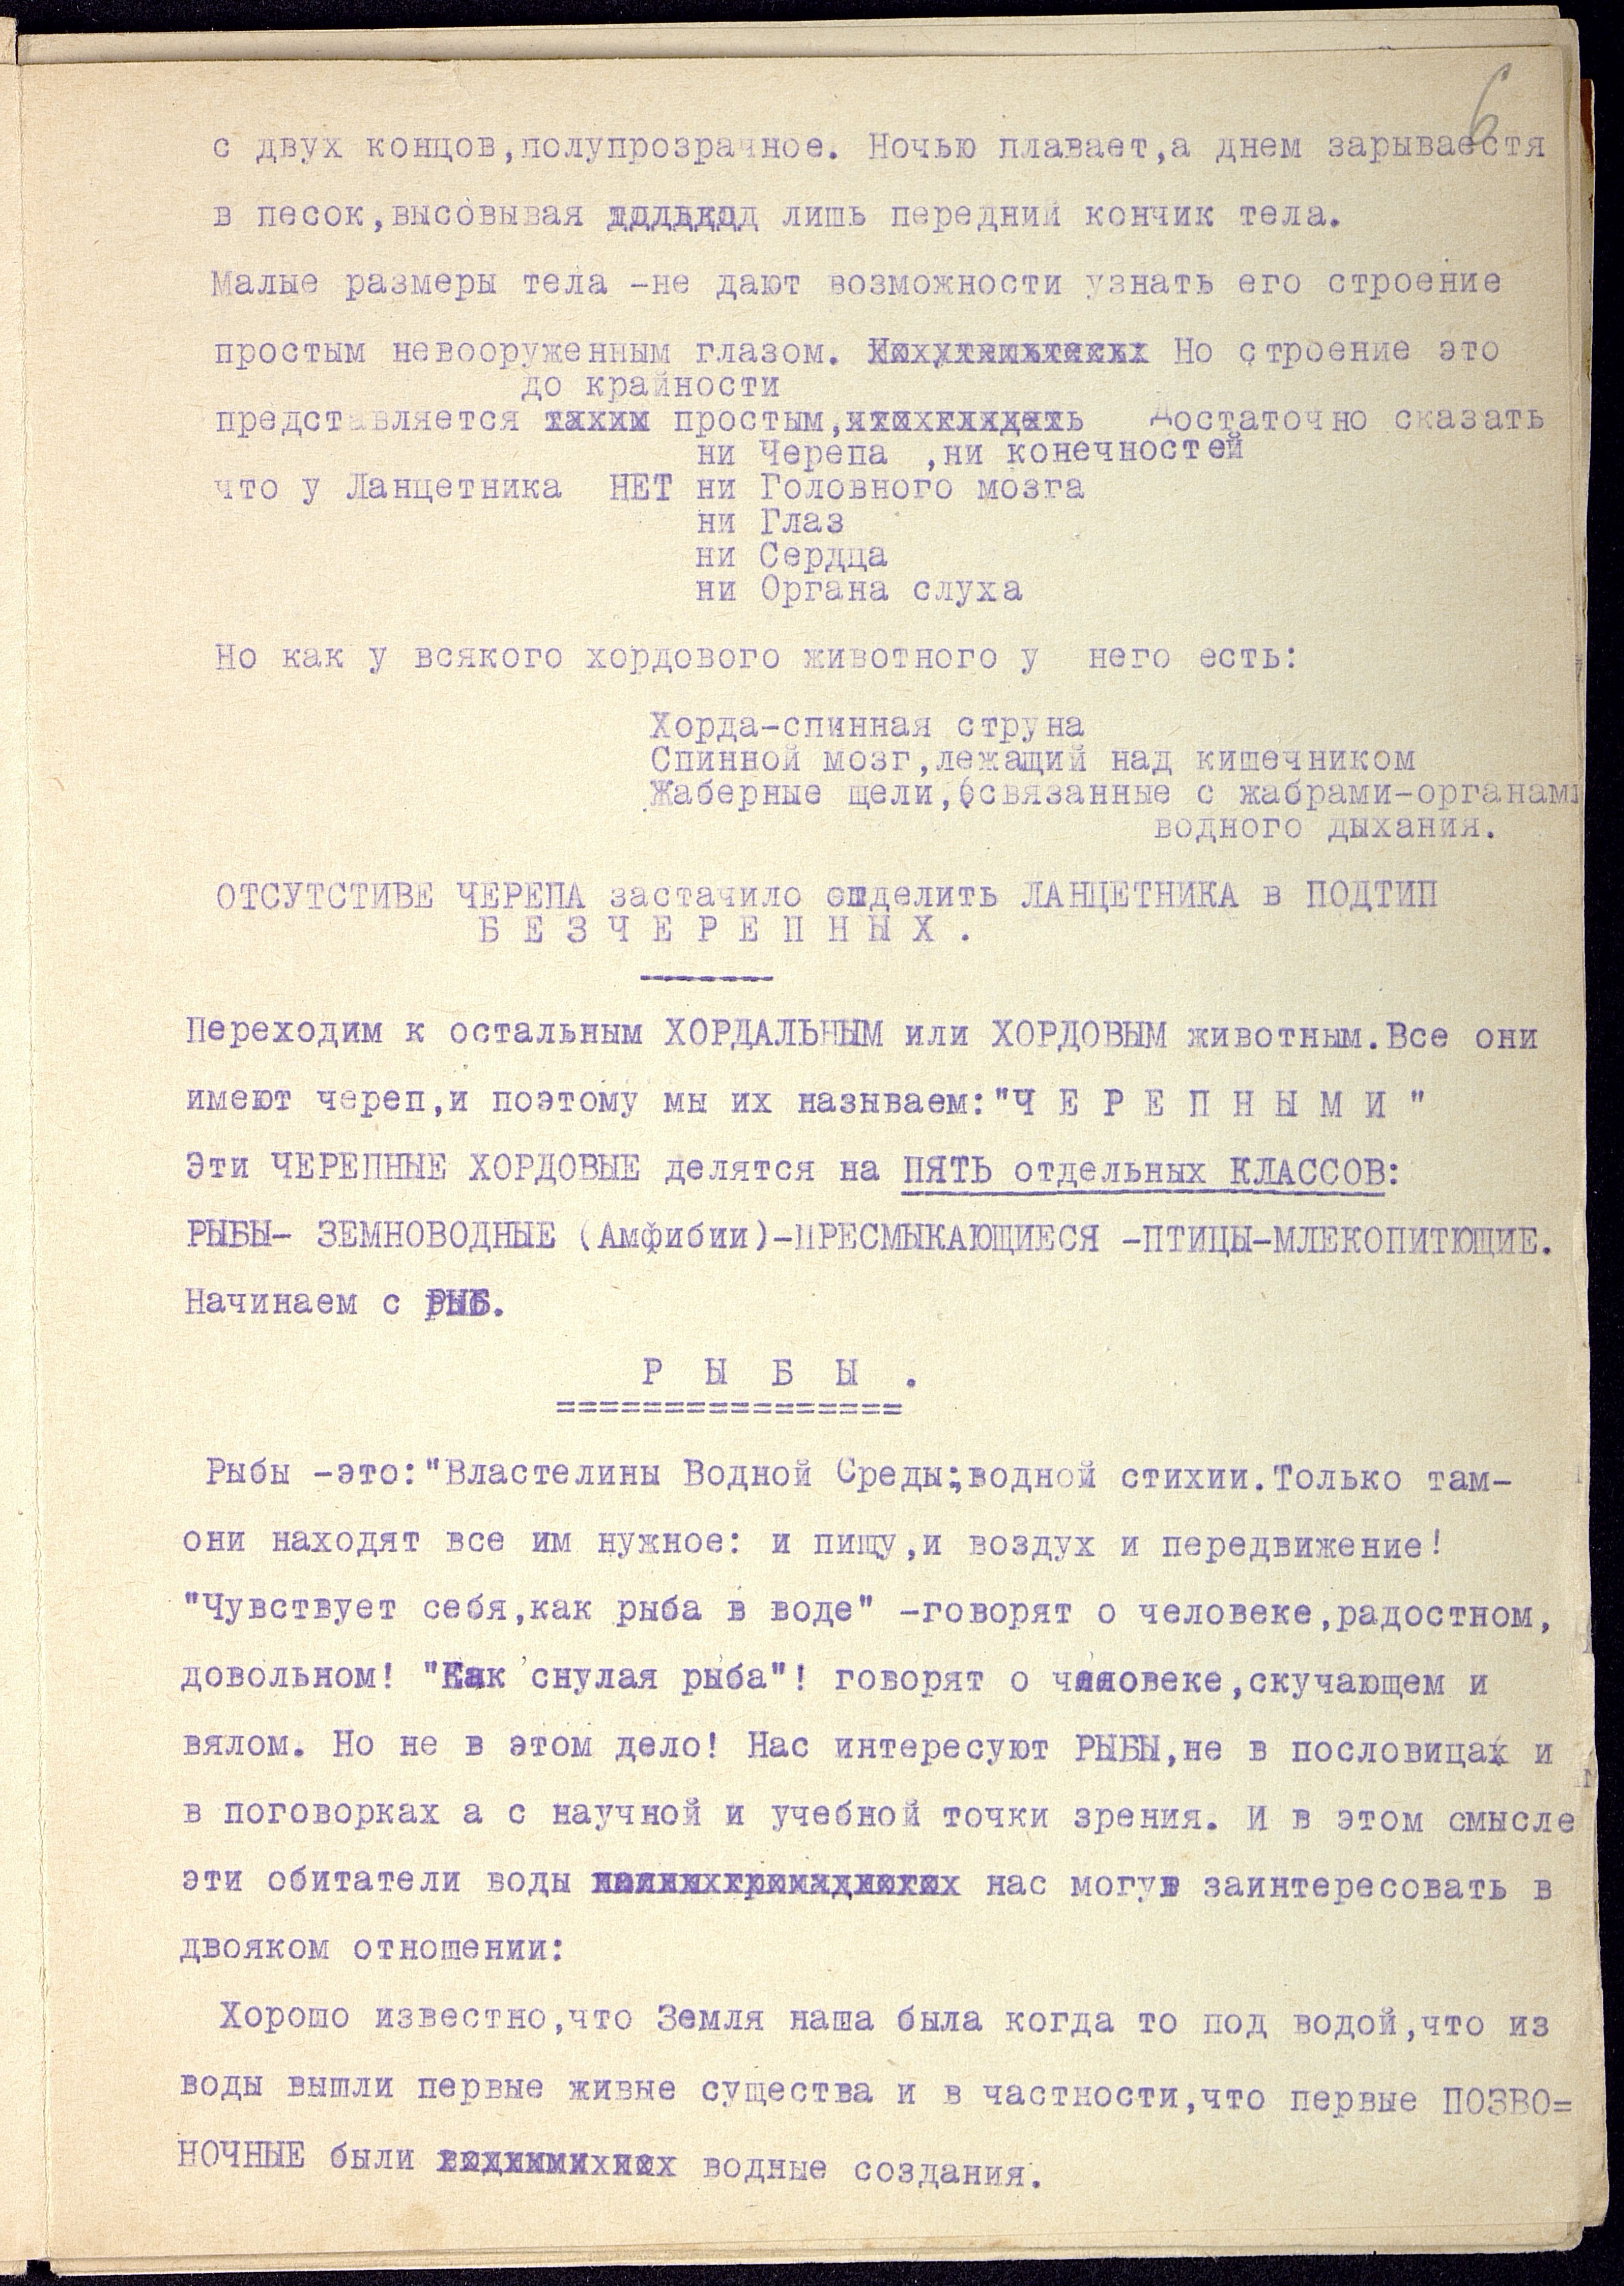 6
с двух концов,полупрозрачное. Ночью плавает,а днем зарываестя
в песок,высовывая лишь передний кончик тела.
Малые размеры тела -не дают возможности узнать его строение
простым невооруженным глазом. Но строение это
до крайности
представляется простым, Достаточно сказать
ни Черепа ,ни конечностей
что у Ланцетника НЕТ ни Головного мозга
ни Глаз
ни Сердца
ни Органа слуха
Но как у всякого хордового животного у него есть:
Хорда-спинная струна
Спинной мозг,лежащий над кишечником
Жаберные щели,(связанные с жабрами-органами
водного дыхания.
ОТСУТСТИВЕ ЧЕРЕПА застачило отделить ЛАНЦЕТНИКА в ПОДТИП
Б Е З Ч Е Р Е П Н Ы Х .
Переходим к остальным ХОРДАЛЬНЫМ или ХОРДОВЫМ животным.Все они
имеют череп,и поэтому мы их называем:"Ч Е Р Е П Н Ы М И "
Эти ЧЕРЕПНЫЕ ХОРДОВЫЕ делятся на ПЯТЬ отдельных КЛАССОВ:
РЫБЫ- ЗЕМНОВОДНЫЕ (Амфибии)-ПРЕСМЫКАЮЩИЕСЯ -ПТИЦЫ-МЛЕКОПИТЮЩИЕ.
Начинаем с РЫБ.
Р Ы Б Ы .
================
Рыбы -это:"Властелины Водной Среды:,водной стихии.Только там-
они находят все им нужное: и пищу,и воздух и передвижение!
"Чувствует себя,как рыба в воде" -говорят о человеке,радостном,
довольном! "Как снулая рыба"! говорят о человеке,скучающем и
вялом. Но не в этом дело! Нас интересуют РЫБЫ,не в пословицах и
в поговорках а с научной и учебной точки зрения. И в этом смысле
эти обитатели воды нас могут заинтересовать в
двояком отношении:
Хорошо известно,что Земля наша была когда то под водой,что из
воды вышли первые живые существа и в частности,что первые ПОЗВО=
НОЧНЫЕ были водные создания.